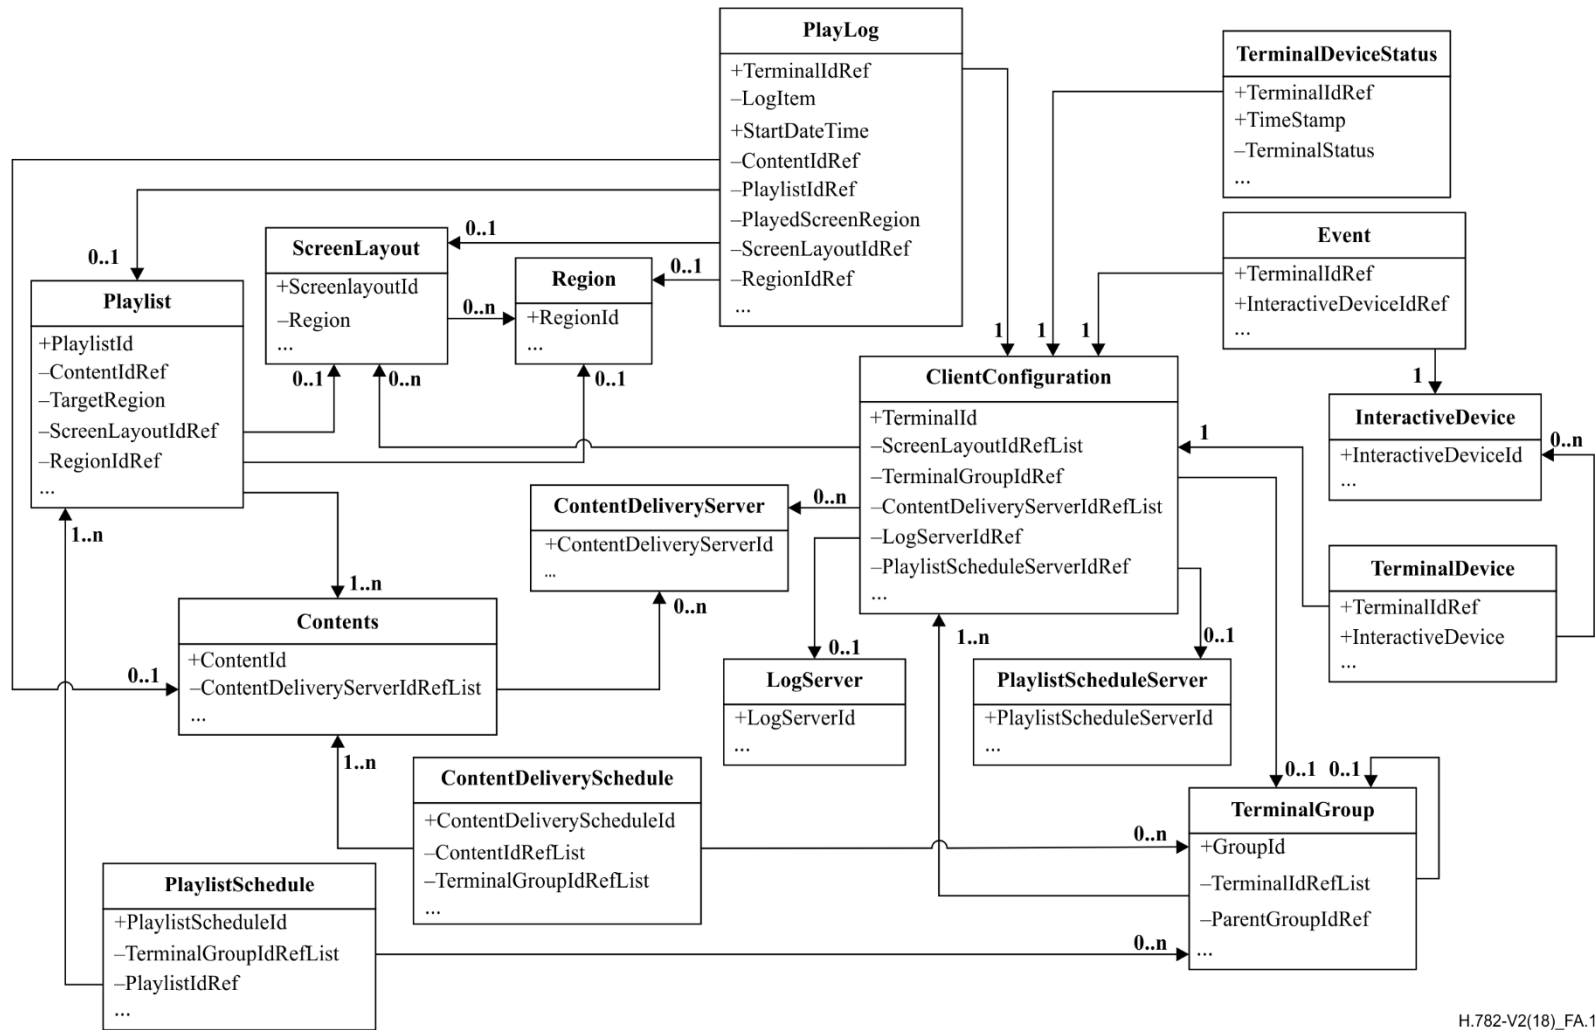 PlayLog
+TerminalIdRef
–LogItem
+StartDateTime
–ContentIdRef
–PlaylistIdRef
–PlayedScreenRegion
–ScreenLayoutIdRef
–RegionIdRef
...
TerminalDeviceStatus
+TerminalIdRef
+TimeStamp
–TerminalStatus
...
Event
+TerminalIdRef
+InteractiveDeviceIdRef
...
0..1
0..1
0..1
ScreenLayout
+ScreenlayoutId
–Region
...
0..n
Region
+RegionId
...
Playlist
+PlaylistId
–ContentIdRef
–TargetRegion
–ScreenLayoutIdRef
–RegionIdRef
...
0..1
0..n
0..1
1
1
1
1
ClientConfiguration
+TerminalId
–ScreenLayoutIdRefList
–TerminalGroupIdRef
–ContentDeliveryServerIdRefList
–LogServerIdRef
–PlaylistScheduleServerIdRef
...
1
InteractiveDevice
+InteractiveDeviceId
...
0..n
ContentDeliveryServer
+ContentDeliveryServerId
...
0..n
1..n
1..n
0..n
TerminalDevice
+TerminalIdRef
+InteractiveDevice
...
Contents
+ContentId
–ContentDeliveryServerIdRefList
...
0..1
1..n
0..1
1..n
0..1
LogServer
+LogServerId
...
PlaylistScheduleServer
+PlaylistScheduleServerId
...
ContentDeliverySchedule
+ContentDeliveryScheduleId
–ContentIdRefList
–TerminalGroupIdRefList
...
0..n
0..1
0..1
TerminalGroup
+GroupId
–TerminalIdRefList
–ParentGroupIdRef
...
PlaylistSchedule
+PlaylistScheduleId
–TerminalGroupIdRefList
–PlaylistIdRef
...
0..n
H.782-V2(18)_FA.1